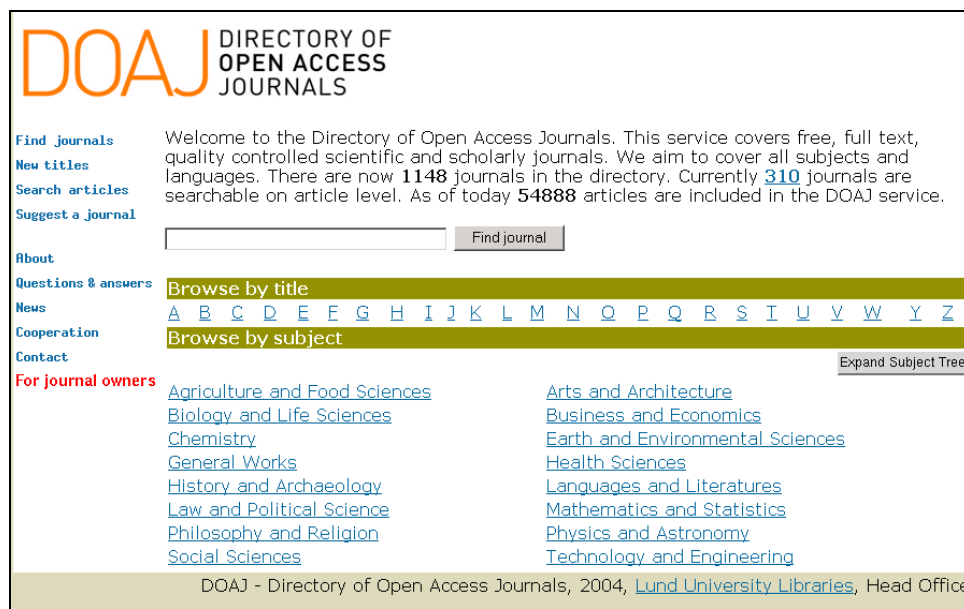 DOAJ DIRECTORY OF
OPEN ACCESS
JOURNALS
Find journals
New titles
Search articles
Suggest a journal
About
Questions & answers
News
Cooperation
Contact
For journal owners
Welcome to the Directory of Open Access Journals. This service covers free, full text,
quality controlled scientific and scholarly journals. We aim to cover all subjects and
languages. There are now 1148 journals in the directory. Currently 310 journals are
searchable on article level. As of today 54888 articles are included in the DOAJ service.
Find journal
Browse by title
A B C D E F G H I J K L M N O P Q R S T U V W Y Z
Browse by subject
Expand Subject Tree
Agriculture and Food Sciences
Biology and Life Sciences
Chemistry
General Works
History and Archaeology
Law and Political Science
Philosophy and Religion
Social Sciences
Arts and Architecture
Business and Economics
Earth and Environmental Sciences
Health Sciences
Languages and Literatures
Mathematics and Statistics
Physics and Astronomy
Technology and Engineering
DOAJ - Directory of Open Access Journals, 2004, Lund University Libraries, Head Office